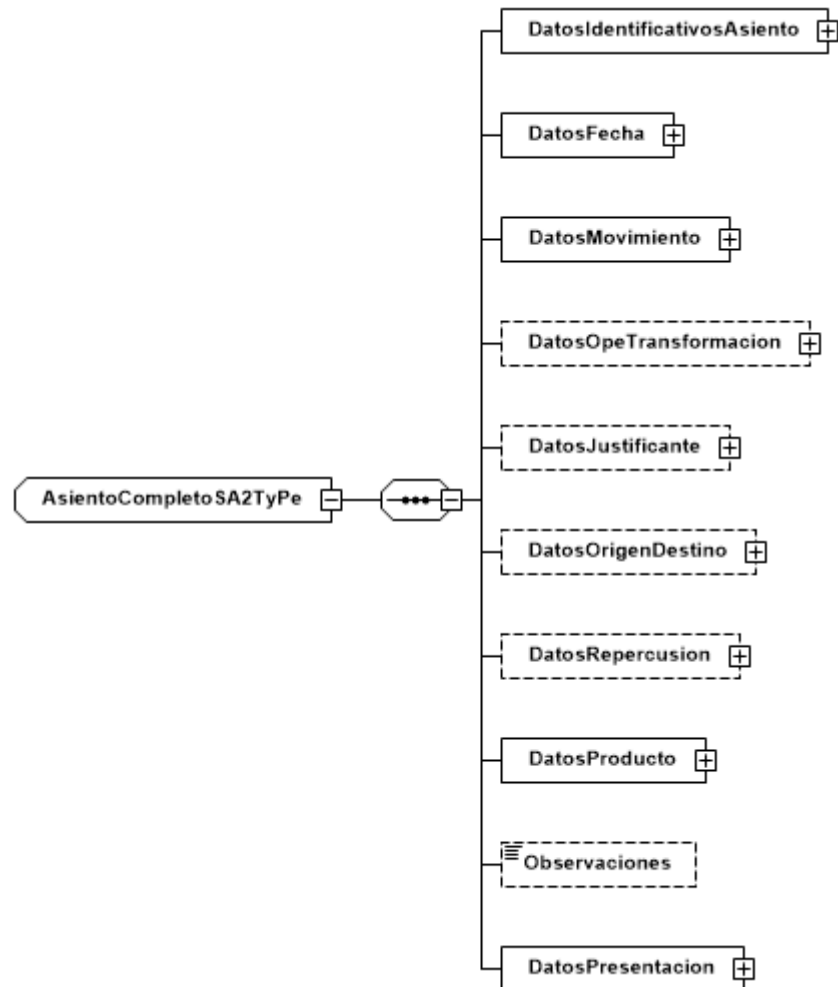 DatosIdentificativosAsiento
DatosFecha
DatosMovimiento
DatosOpeTransformacion
DatosJustificante
AsientoCompletoSA2TyPe
DatosOrigenDestino
DatosRepercusion
DatosProducto
Observaciones
DatosPresentacion